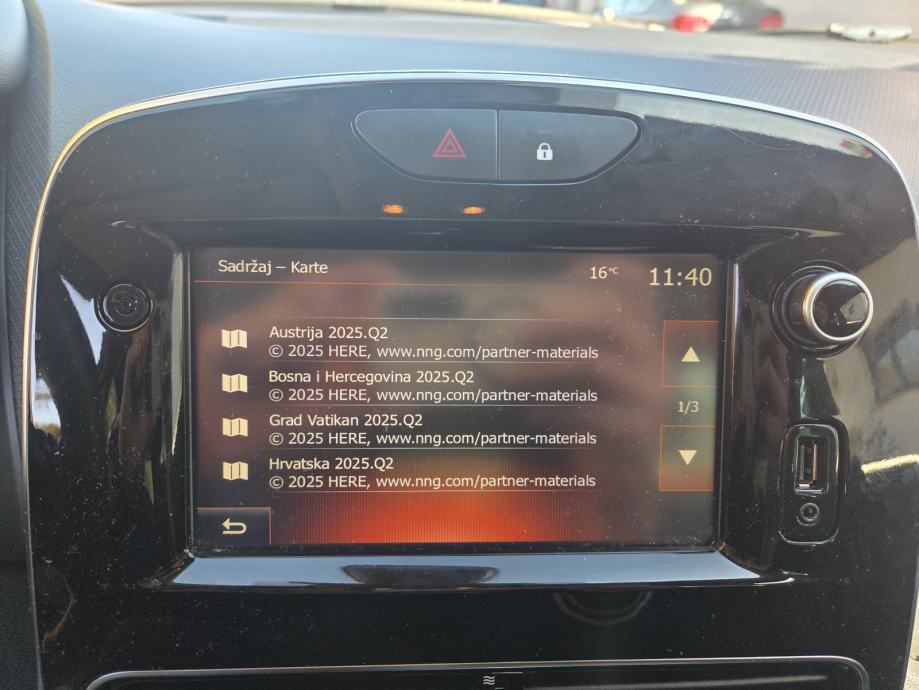 Sadržaj – Karte
16°C
11:40
Austrija 2025.Q2
© 2025 HERE, www.nng.com/partner-materials
Bosna i Hercegovina 2025.Q2
© 2025 HERE, www.nng.com/partner-materials
1/3
Grad Vatikan 2025.Q2
© 2025 HERE, www.nng.com/partner-materials
Hrvatska 2025.Q2
© 2025 HERE, www.nng.com/partner-materials